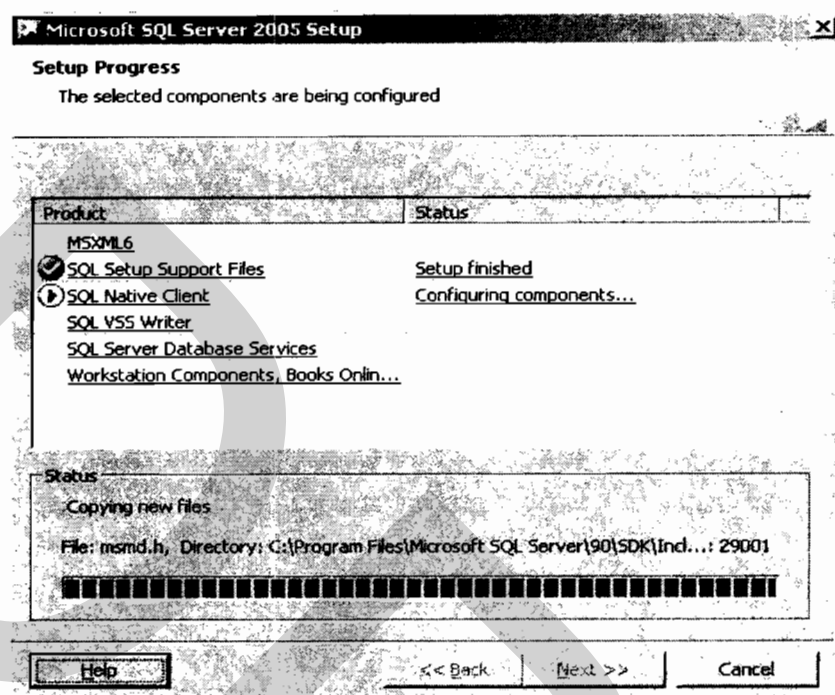 Microsoft SQL Server 2005 Setup
Setup Progress
The selected components are being configured
Product Status
MSXML6
SQL Setup Support Files Setup finished
SQL Native Client Configuring components...
SQL VSS Writer
SQL Server Database Services
Workstation Components, Books Onlin...
Status
Copying new files
File: msmd.h, Directory: C:\Program Files\Microsoft SQL Server\90\SDK\Incl...: 29001
Help << Back Next >> Cancel